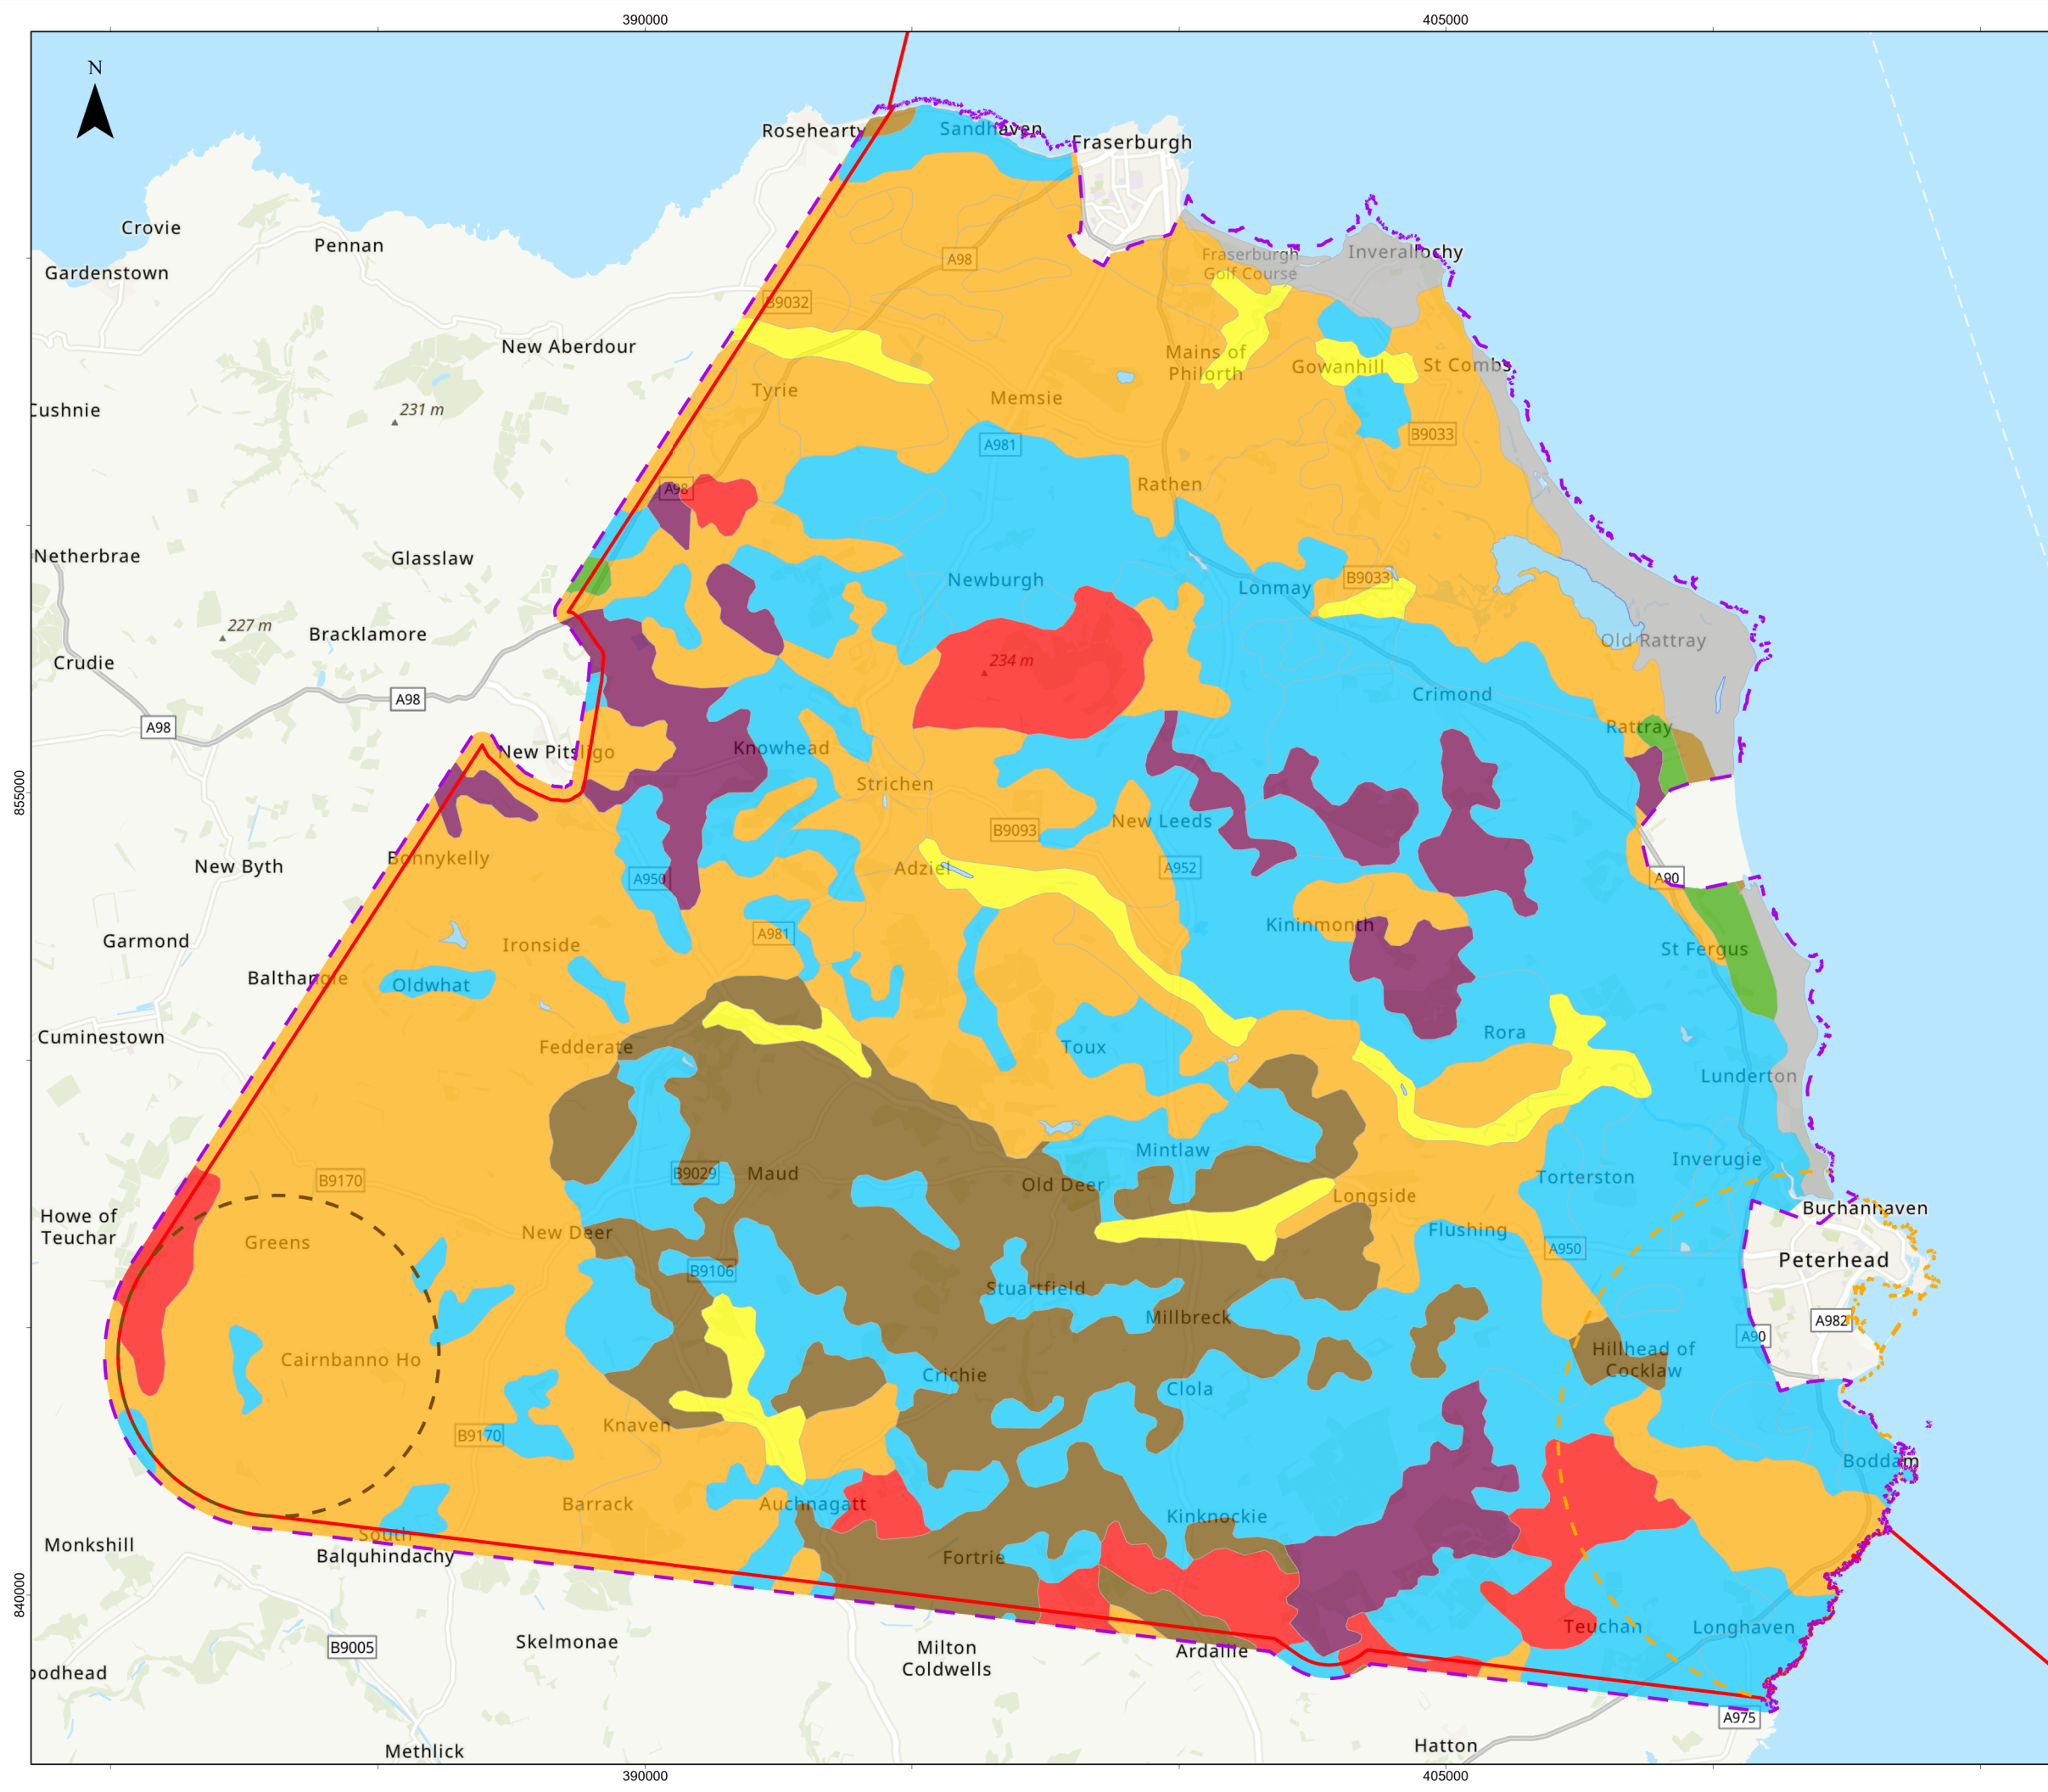 390000
405000
N
Rosehearty
Sandhaven
Fraserburgh
Crovie
Pennan
Gardenstown
A98
Fraserburgh
Golf Course
Inverallochy
B9032
New Aberdour
Mains of
Philorth
Gowanhill
St Combs
Tyrie
Memsie
231 m
Cushnie
B9033
A981
A98
Rathen
Netherbrae
Glasslaw
Newburgh
Lonmay
B9033
227 m
Bracklamore
Old Rattray
Crudie
234 m
A98
Crimond
A98
Rattray
New Pitsligo
Knowhead
Strichen
855000
855000
New Leeds
B9093
Bonnykelly
New Byth
A950
Adziel
A952
A90
Garmond
Ironside
A981
Kininmonth
St Fergus
Balthangie
Oldwhat
Cuminestown
Fedderate
Toux
Rora
Lunderton
Mintlaw
Inverugie
B9170
B9029
Maud
Old Deer
Longside
Torterston
Howe of
Teuchar
Buchanhaven
Greens
New Deer
Flushing
A950
Peterhead
B9106
Stuartfield
Millbreck
A982
A90
Hillhead of
Cocklaw
Cairnbanno Ho
Crichie
Clola
Knaven
B9170
Boddam
Barrack
Auchnagatt
Kinknockie
South
Balquhindachy
Monkshill
Fortrie
840000
Teuchan
Longhaven
B9005
Skelmonae
Milton
Coldwells
Ardallie
oodhead
A975
Methlick
Hatton
390000
405000